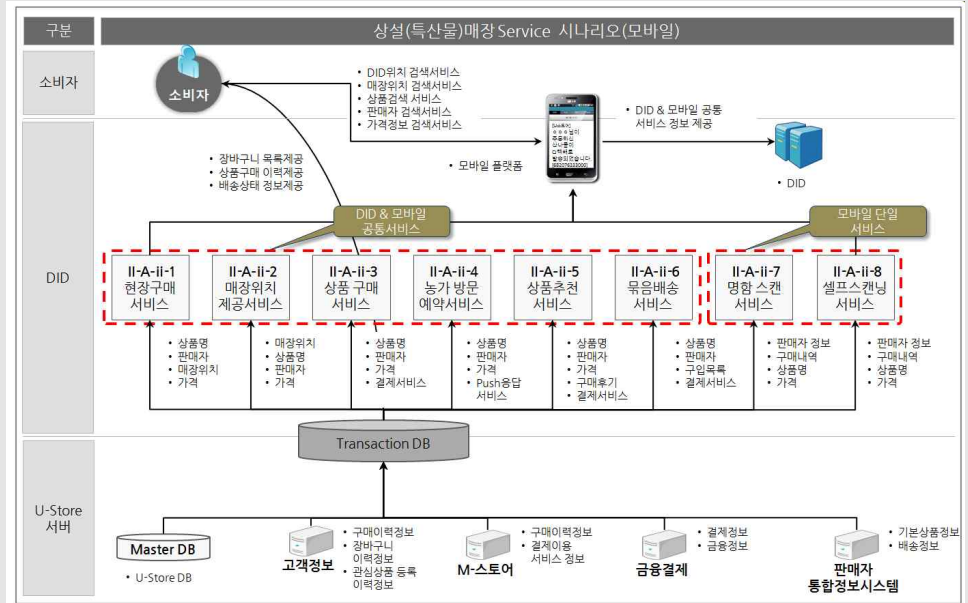 구분
상설(특산물)매장 Service 시나리오(모바일)
소비자
소비자
• DID위치 검색서비스
• 매장위치 검색서비스
• 상품검색 서비스
• 판매자 검색서비스
• 가격정보 검색서비스
• DID & 모바일 공통
서비스 정보 제공
• 모바일 플랫폼
• DID
• 장바구니 목록제공
• 상품구매 이력제공
• 배송상태 정보제공
DID
DID & 모바일
공통서비스
모바일 단일
서비스
II-A-ii-1
현장구매
서비스
II-A-ii-2
매장위치
제공서비스
II-A-ii-3
상품 구매
서비스
II-A-ii-4
농가 방문
예약서비스
II-A-ii-5
상품추천
서비스
II-A-ii-6
묶음배송
서비스
II-A-ii-7
명함 스캔
서비스
II-A-ii-8
셀프스캐닝
서비스
• 상품명
• 판매자
• 매장위치
• 가격
• 매장위치
• 상품명
• 판매자
• 가격
• 상품명
• 판매자
• 가격
• 결제서비스
• 상품명
• 판매자
• 가격
• Push응답
서비스
• 상품명
• 판매자
• 가격
• 구매후기
• 결제서비스
• 상품명
• 판매자
• 구입목록
• 결제서비스
• 판매자 정보
• 구매내역
• 상품명
• 가격
• 판매자 정보
• 구매내역
• 상품명
• 가격
Transaction DB
U-Store
서버
Master DB
• U-Store DB
고객정보
• 구매이력정보
• 장바구니
이력정보
• 관심상품 등록
이력정보
M-스토어
• 구매이력정보
• 결제이용
서비스 정보
금융결제
• 결제정보
• 금융정보
판매자
통합정보시스템
• 기본상품정보
• 배송정보